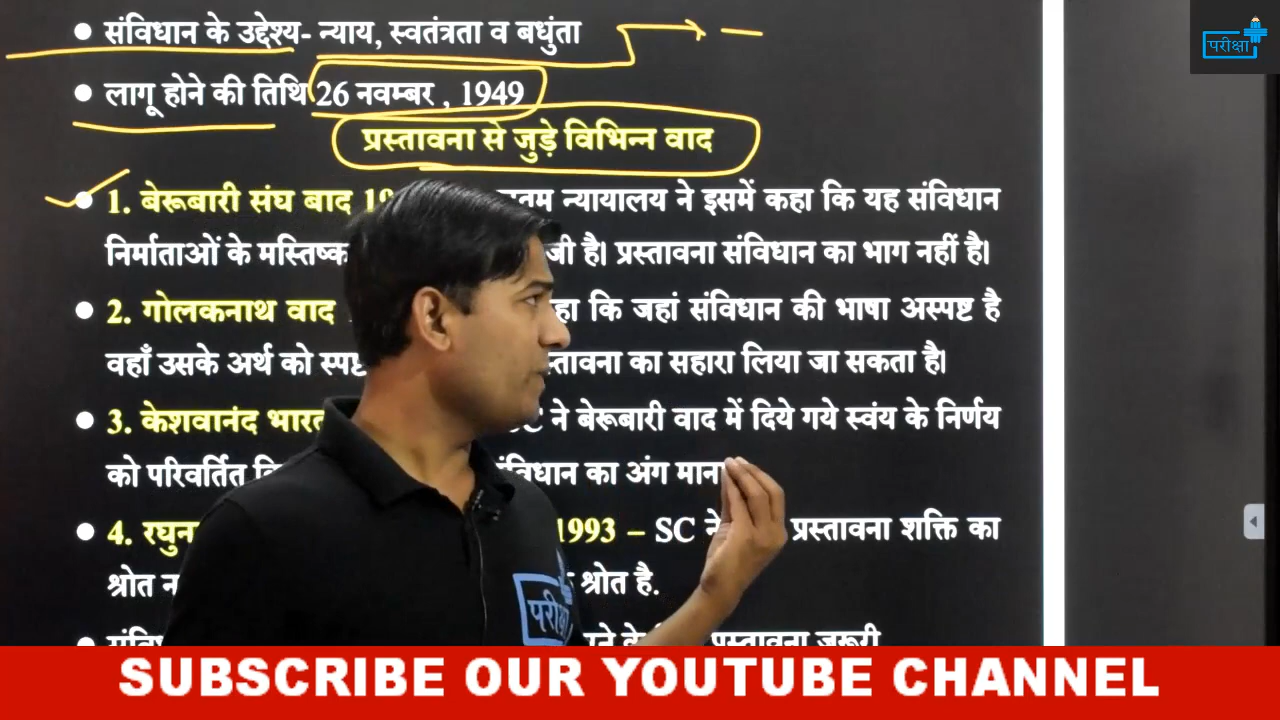 संविधान के उद्देश्य- न्याय, स्वतंत्रता व बधुंता
परीक्षा
लागू होने की तिथि 26 नवम्बर , 1949
प्रस्तावना से जुड़े विभिन्न वाद
1. बेरूबारी संघ बाद न्यायालय ने इसमें कहा कि यह संविधान
निर्माताओं के मस्तिष्क है। प्रस्तावना संविधान का भाग नहीं है।
2. गोलकनाथ वाद कि जहां संविधान की भाषा अस्पष्ट है
वहाँ उसके अर्थ को का सहारा लिया जा सकता है।
3. केशवानंद ने बेरूबारी वाद में दिये गये स्वंय के निर्णय
को परिवर्तित का अंग माना
4. 1993 – SC प्रस्तावना शक्ति का
श्रोत श्रोत है.
प्रस्तावना जरूरी
परीक्षा
SUBSCRIBE OUR YOUTUBE CHANNEL